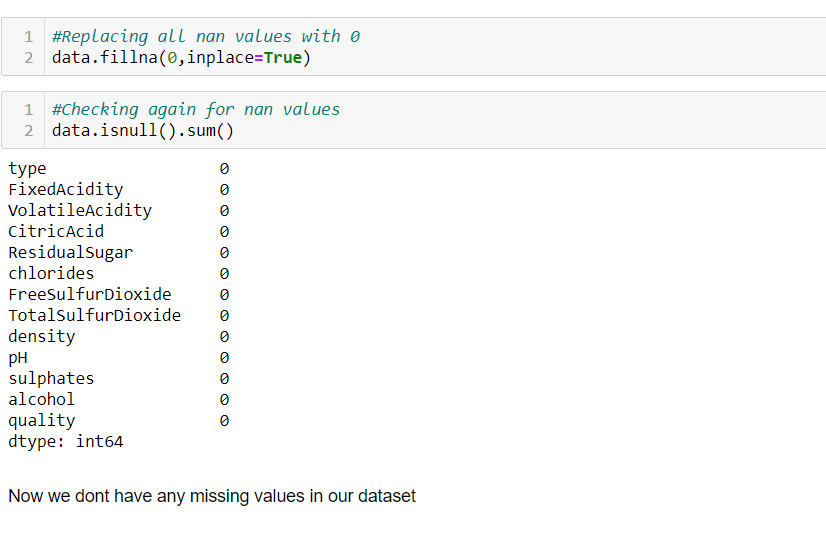 1 #Replacing all nan values with 0
2 data.fillna(0,inplace=True)
1 #Checking again for nan values
2 data.isnull().sum()
type 0
FixedAcidity 0
VolatileAcidity 0
CitricAcid 0
ResidualSugar 0
chlorides 0
FreeSulfurDioxide 0
TotalSulfurDioxide 0
density 0
pH 0
sulphates 0
alcohol 0
quality 0
dtype: int64
Now we dont have any missing values in our dataset